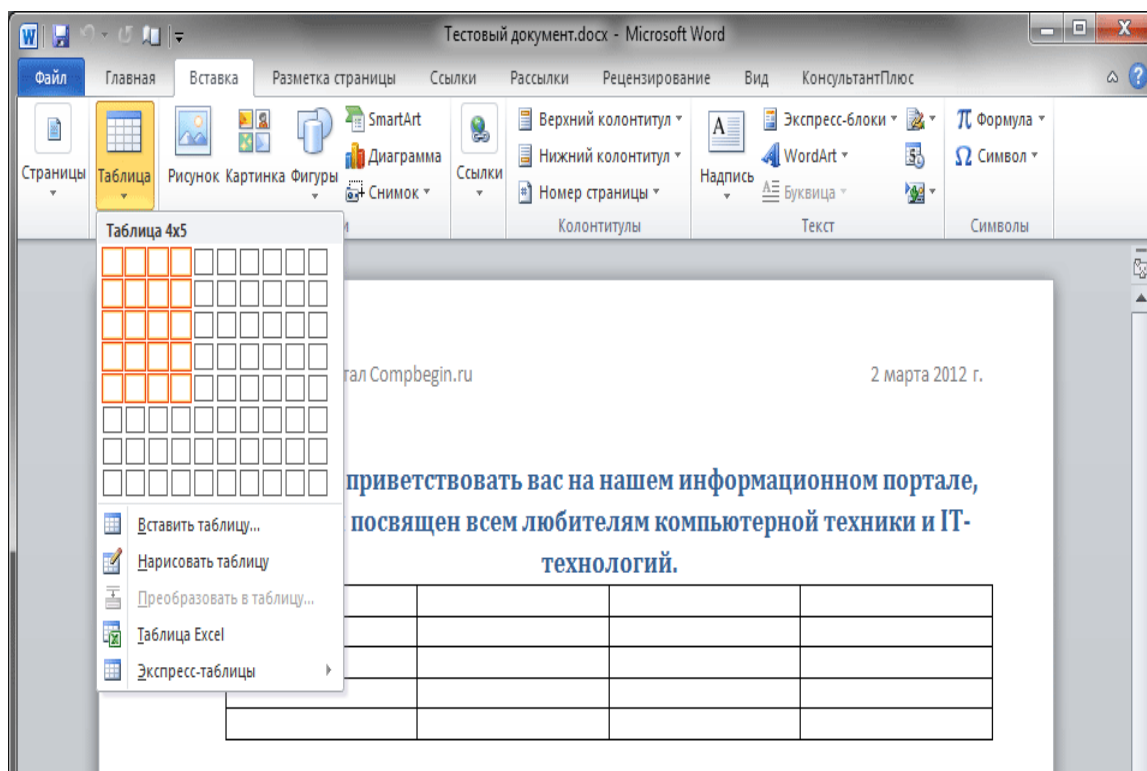 Тестовый документ.docx - Microsoft Word
Файл Главная Вставка Разметка страницы Ссылки Рассылки Рецензирование Вид КонсультантПлюс
Страницы
Таблица
Рисунок
Картинка
Фигуры
SmartArt
Диаграмма
Снимок
Ссылки
Верхний колонтитул
Нижний колонтитул
Номер страницы
Колонтитулы
Надпись
Экспресс-блоки
WordArt
Буквица
Текст
Формула
Символ
Символы
Таблица 4x5
Вставить таблицу...
Нарисовать таблицу
Преобразовать в таблицу...
Таблица Excel
Экспресс-таблицы
Compbegin.ru 2 марта 2012 г.
приветствовать вас на нашем информационном портале,
посвящен всем любителям компьютерной техники и IT-
технологий.